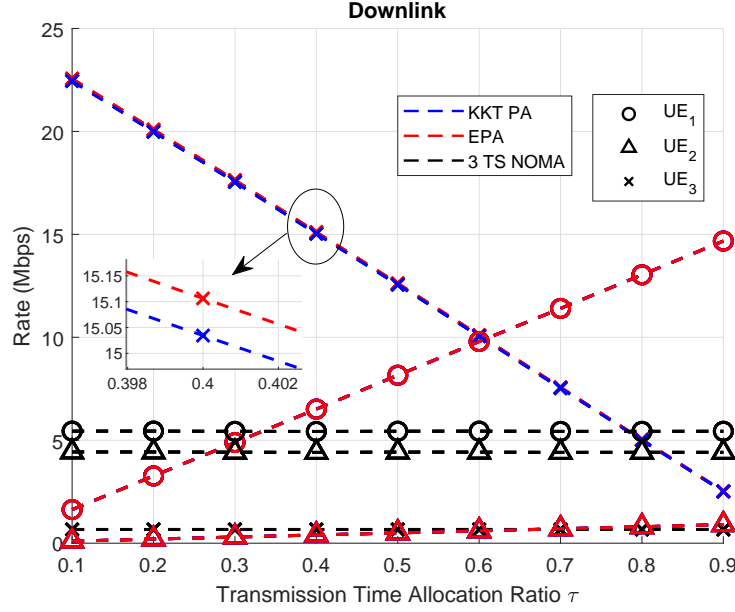 Downlink
25
20
15
10
5
0
Rate (Mbps)
KKT PA
EPA
3 TS NOMA
UE1
UE2
UE3
15.15
15.1
15.05
15
0.398 0.4 0.402
0.1 0.2 0.3 0.4 0.5 0.6 0.7 0.8 0.9
Transmission Time Allocation Ratio τ